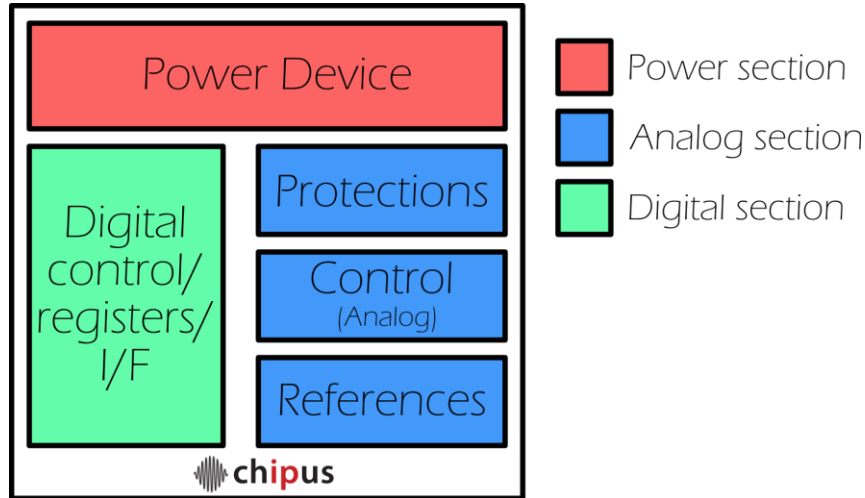 Power Device
Digital
control/
registers/
I/F
Protections
Control
(Analog)
References
chipus
Power section
Analog section
Digital section